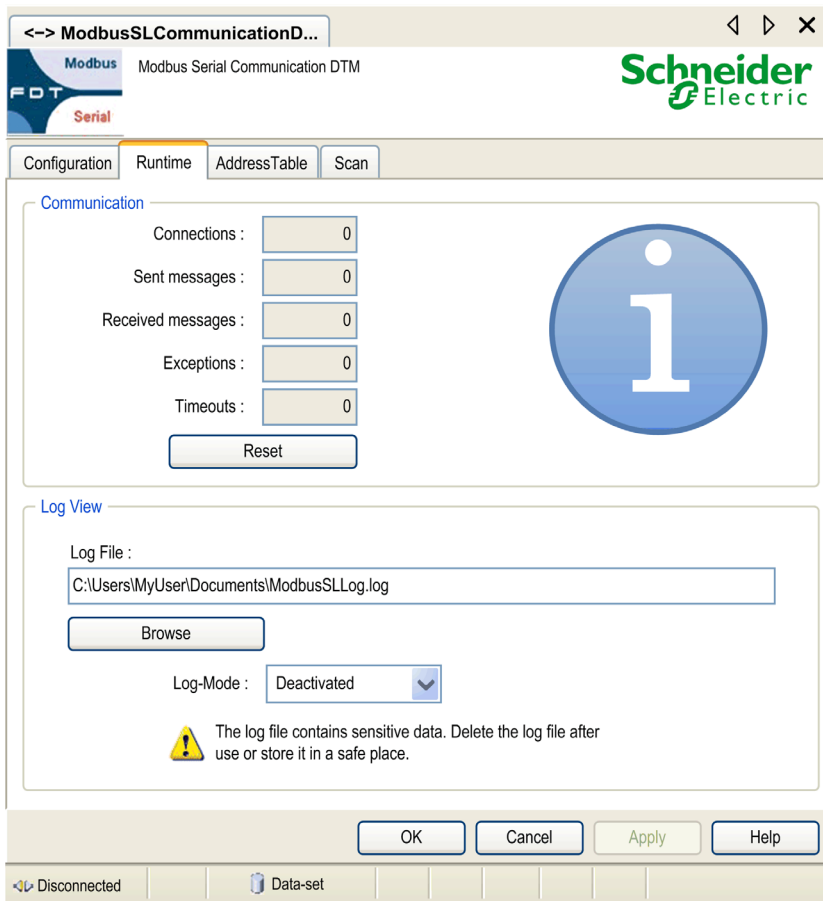 <-> ModbusSLCommunicationD...
Modbus
FDT
Serial
Modbus Serial Communication DTM
Schneider
Electric
Configuration
Runtime
AddressTable
Scan
Communication
Connections : 0
Sent messages : 0
Received messages : 0
Exceptions : 0
Timeouts : 0
Reset
Log View
Log File :
C:\Users\MyUser\Documents\ModbusSLLog.log
Browse
Log-Mode : Deactivated
The log file contains sensitive data. Delete the log file after
use or store it in a safe place.
OK
Cancel
Apply
Help
Disconnected
Data-set